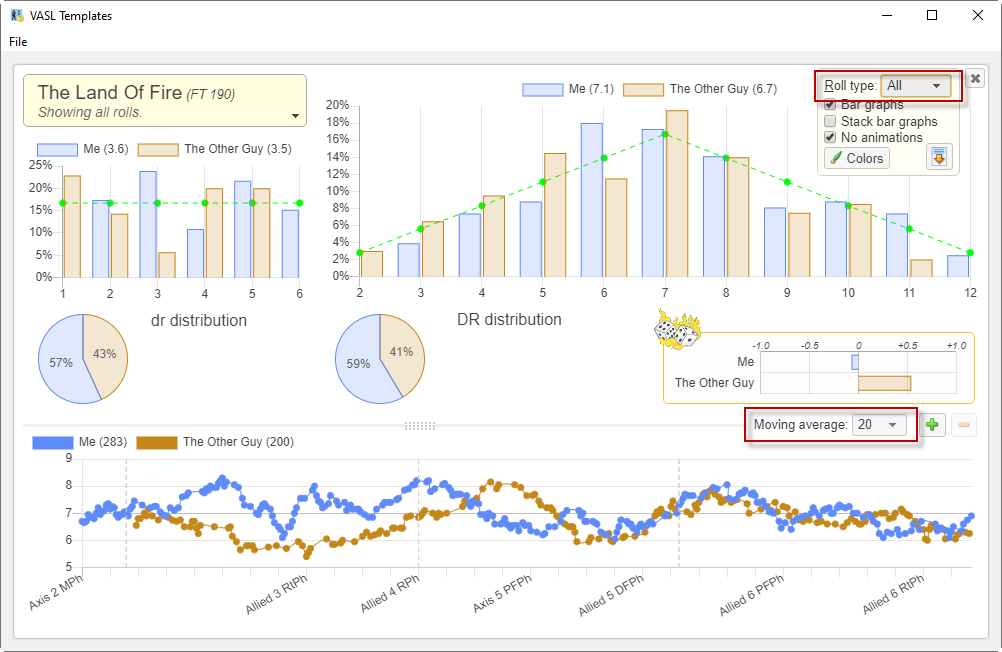 VASL Templates
File
The Land Of Fire (FT 190)
Showing all rolls.
Me (3.6) The Other Guy (3.5)
25%
20%
15%
10%
5%
0%
1 2 3 4 5 6
dr distribution
57% 43%
Me (7.1) The Other Guy (6.7)
20%
18%
16%
14%
12%
10%
8%
6%
4%
2%
0%
2 3 4 5 6 7 8 9 10 11 12
DR distribution
59% 41%
Roll type: All
Bar graphs
Stack bar graphs
No animations
Colors
-1.0 -0.5 0 +0.5 +1.0
Me
The Other Guy
Moving average: 20
Me (283) The Other Guy (200)
9
8
7
6
5
Axis 2 MPh
Allied 3 RtPh
Allied 4 RPh
Axis 5 PFPh
Allied 5 DFPh
Allied 6 PFPh
Allied 6 RtPh